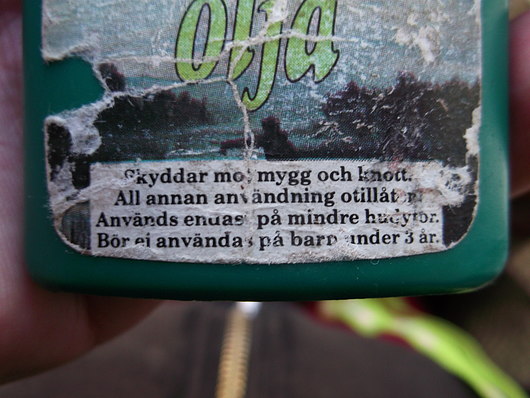 olja
Skyddar mot mygg och knott.
All annan användning otillåten.
Används endast på mindre hudytor.
Bör ej användas på barn under 3 år.